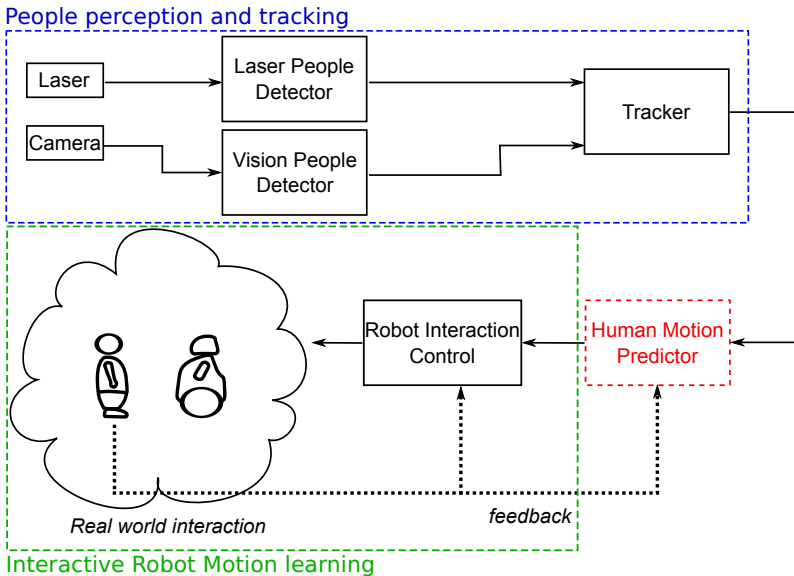 People perception and tracking
Laser
Laser People
Detector
Tracker
Camera
Vision People
Detector
Robot Interaction
Control
Human Motion
Predictor
Real world interaction
feedback
Interactive Robot Motion learning